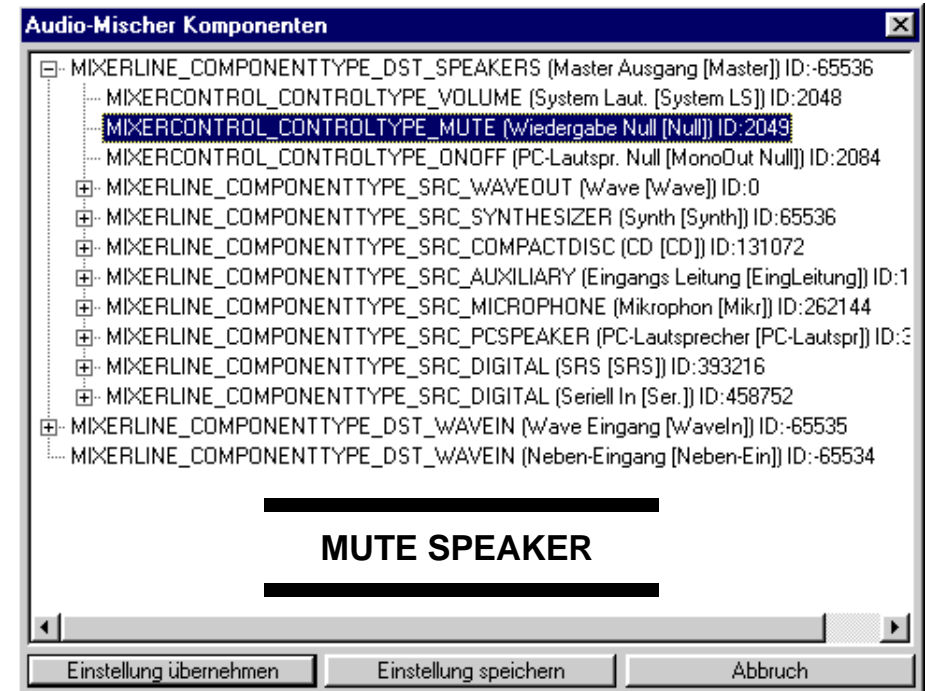 Audio-Mischer Komponenten
MIXERLINE_COMPONENTTYPE_DST_SPEAKERS (Master Ausgang [Master]) ID:-65536
MIXERCONTROL_CONTROLTYPE_VOLUME (System Laut. [System LS]) ID:2048
MIXERCONTROL_CONTROLTYPE_MUTE (Wiedergabe Null [Null]) ID:2049
MIXERCONTROL_CONTROLTYPE_ONOFF (PC-Lautspr. Null [MonoOut Null]) ID:2084
MIXERLINE_COMPONENTTYPE_SRC_WAVEOUT (Wave [Wave]) ID:0
MIXERLINE_COMPONENTTYPE_SRC_SYNTHESIZER (Synth [Synth]) ID:65536
MIXERLINE_COMPONENTTYPE_SRC_COMPACTDISC (CD [CD]) ID:131072
MIXERLINE_COMPONENTTYPE_SRC_AUXILIARY (Eingangs Leitung [EingLeitung]) ID:1
MIXERLINE_COMPONENTTYPE_SRC_MICROPHONE (Mikrophon [Mikr]) ID:262144
MIXERLINE_COMPONENTTYPE_SRC_PCSPEAKER (PC-Lautsprecher [PC-Lautspr]) ID:
MIXERLINE_COMPONENTTYPE_SRC_DIGITAL (SRS [SRS]) ID:393216
MIXERLINE_COMPONENTTYPE_SRC_DIGITAL (Seriell In [Ser.]) ID:458752
MIXERLINE_COMPONENTTYPE_DST_WAVEIN (Wave Eingang [WaveIn]) ID:-65535
MIXERLINE_COMPONENTTYPE_DST_WAVEIN (Neben-Eingang [Neben-Ein]) ID:-65534
MUTE SPEAKER
Einstellung übernehmen
Einstellung speichern
Abbruch